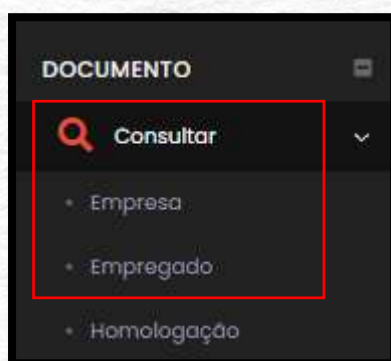 DOCUMENTO
Consultar
Empresa
Empregado
Homologação